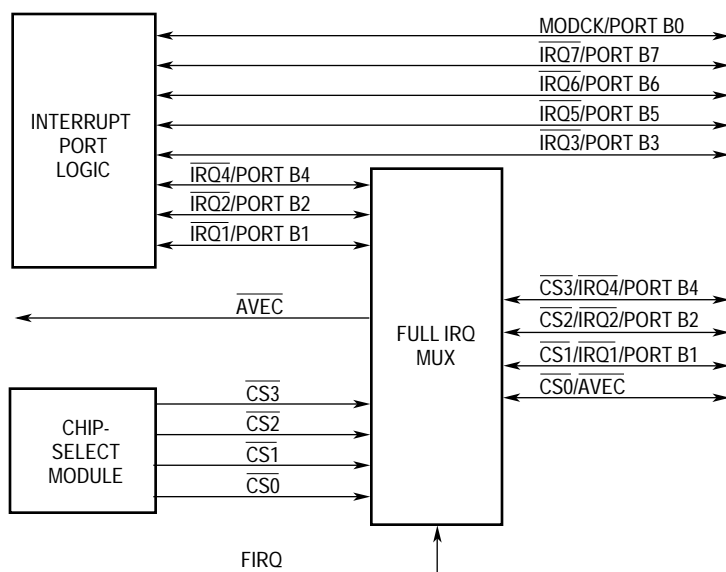 MODCK/PORT B0
IRQ7/PORT B7
IRQ6/PORT B6
IRQ5/PORT B5
IRQ3/PORT B3
INTERRUPT
PORT
LOGIC
IRQ4/PORT B4
IRQ2/PORT B2
IRQ1/PORT B1
AVEC
FULL IRQ
MUX
CS3/IRQ4/PORT B4
CS2/IRQ2/PORT B2
CS1/IRQ1/PORT B1
CS0/AVEC
CHIP-
SELECT
MODULE
CS3
CS2
CS1
CS0
FIRQ